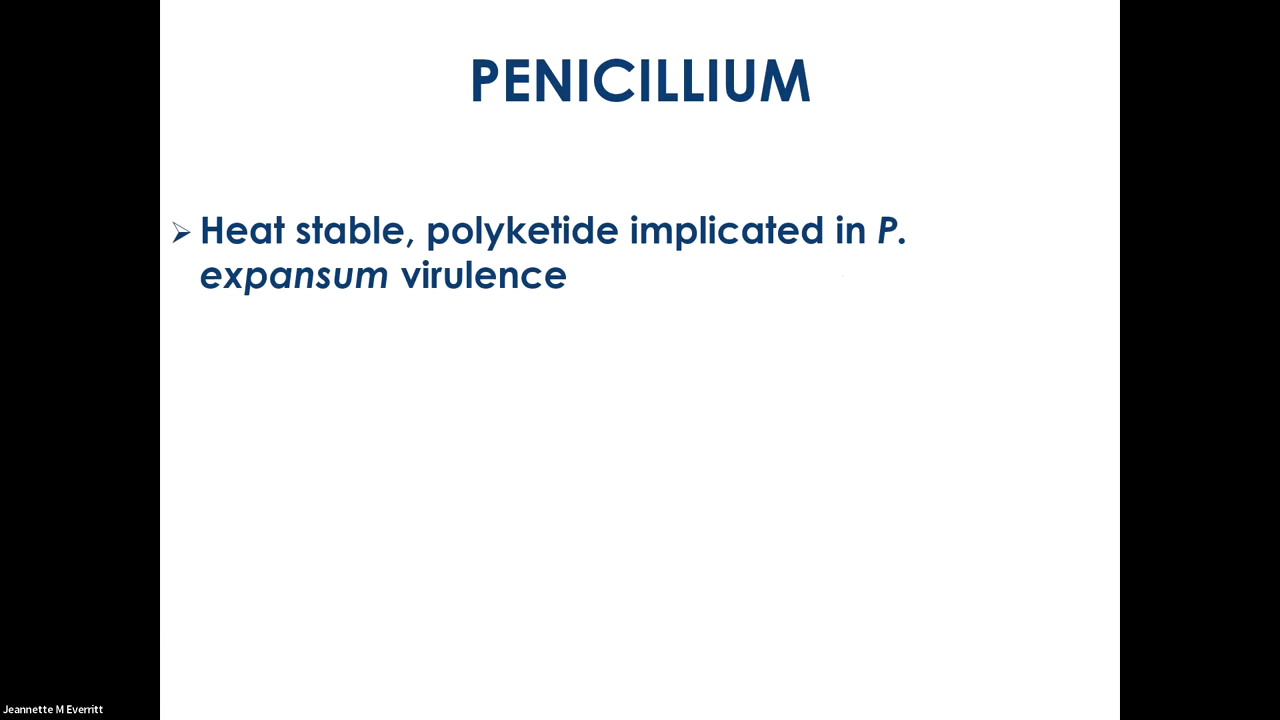 PENICILLIUM
➢ Heat stable, polyketide implicated in P.
expansum virulence
Jeannette M Everritt